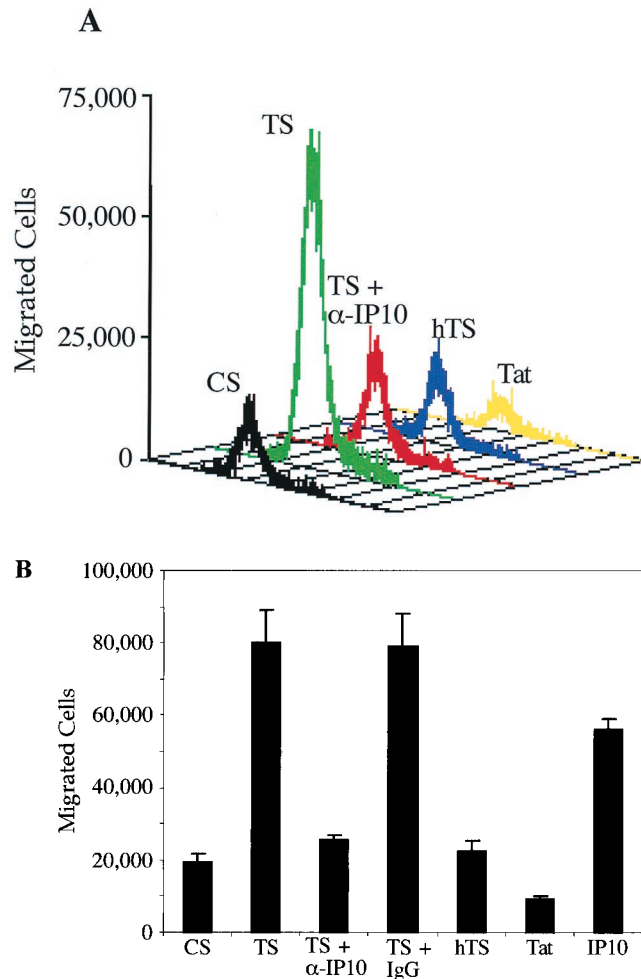 A
75,000
50,000
25,000
0
Migrated Cells
CS
TS
TS +
α-IP10
hTS
Tat
B
100,000
80,000
60,000
40,000
20,000
0
Migrated Cells
CS
TS
TS +
α-IP10
TS +
IgG
hTS
Tat
IP10